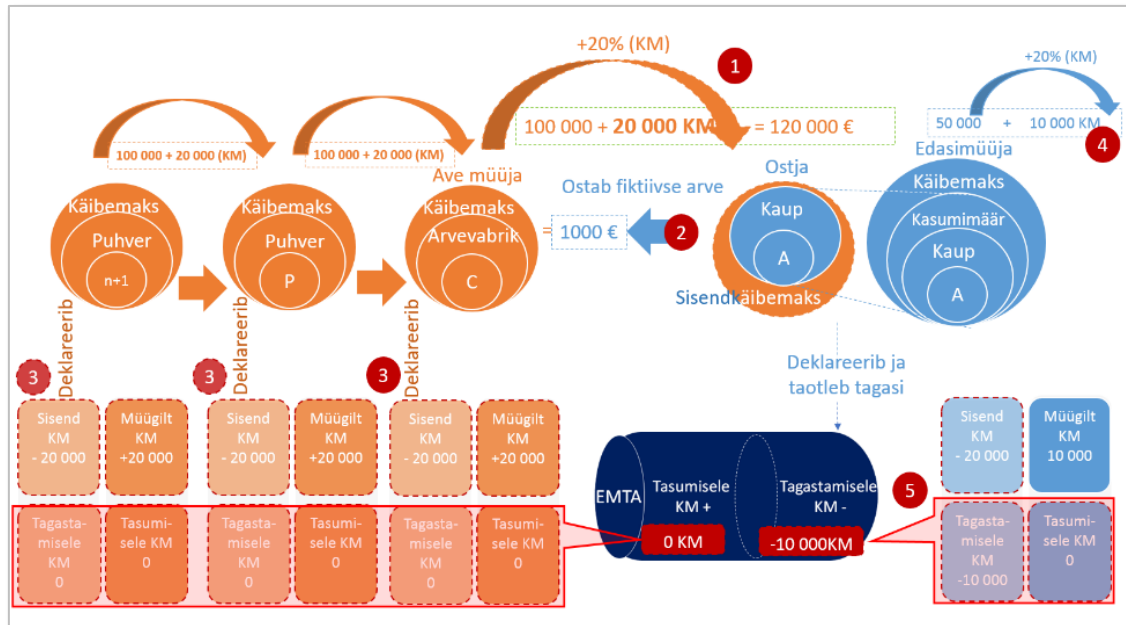 +20% (KM)
1
100 000 + 20 000 KM = 120 000 €
+20% (KM)
50 000 + 10 000 KM
4
100 000 + 20 000 (KM)
100 000 + 20 000 (KM)
Käibemaks
Puhver
n+1
Käibemaks
Puhver
P
Ave müüja
Käibemaks
Arvevabrik
C
Ostab fiktiivse arve
= 1000 €
2
Ostja
Kaup
A
Sisendkäibemaks
Edasimüüja
Käibemaks
Kasumimäär
Kaup
A
Deklareerib
3
Deklareerib
3
Deklareerib
3
Deklareerib ja
taotleb tagasi
Sisend
KM
- 20 000
Müügilt
KM
+20 000
Sisend
KM
- 20 000
Müügilt
KM
+20 000
Sisend
KM
- 20 000
Müügilt
KM
+20 000
Tagasta-
misele
KM
0
Tasumi-
sele KM
0
Tagasta-
misele
KM
0
Tasumi-
sele KM
0
Tagasta-
misele
KM
0
Tasumi-
sele KM
0
EMTA
Tasumisele
KM +
0 KM
Tagastamisele
KM -
-10 000KM
5
Sisend
KM
- 20 000
Müügilt
KM
10 000
Tagasta-
misele
KM
-10 000
Tasumi-
sele KM
0